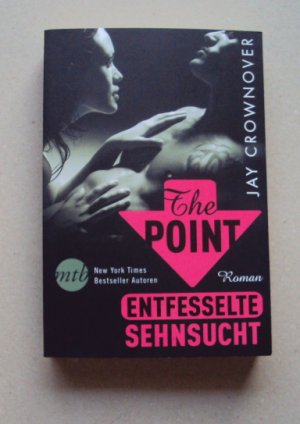 JAY CROWNOVER
The
POINT
Roman
mtb
New York Times
Bestseller Autoren
ENTFESSELTE
SEHNSUCHT